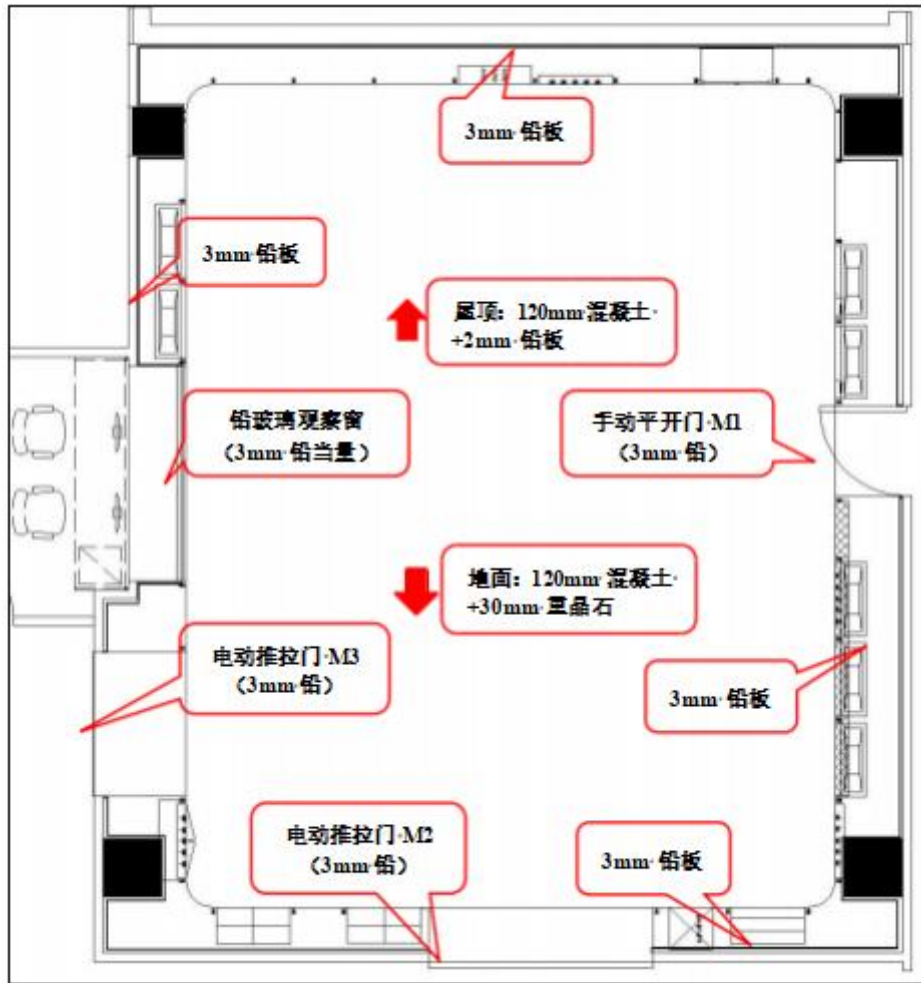 3mm·铅板
3mm·铅板
屋顶：120mm·混凝土·
+2mm·铅板
铅玻璃观察窗
（3mm·铅当量）
手动平开门·M1
（3mm·铅）
地面：120mm·混凝土·
+30mm·重晶石
电动推拉门·M3
（3mm·铅）
3mm·铅板
电动推拉门·M2
（3mm·铅）
3mm·铅板